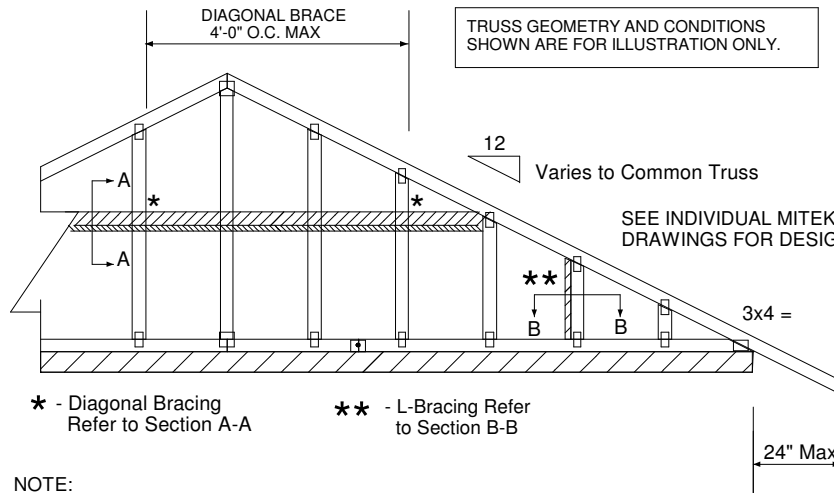 DIAGONAL BRACE
4'-0" O.C. MAX
TRUSS GEOMETRY AND CONDITIONS
SHOWN ARE FOR ILLUSTRATION ONLY.
12
Varies to Common Truss
A
*
*
SEE INDIVIDUAL MITEK
DRAWINGS FOR DESIG
A
**
B
B
3x4 =
* - Diagonal Bracing
Refer to Section A-A
** - L-Bracing Refer
to Section B-B
24" Max
NOTE: